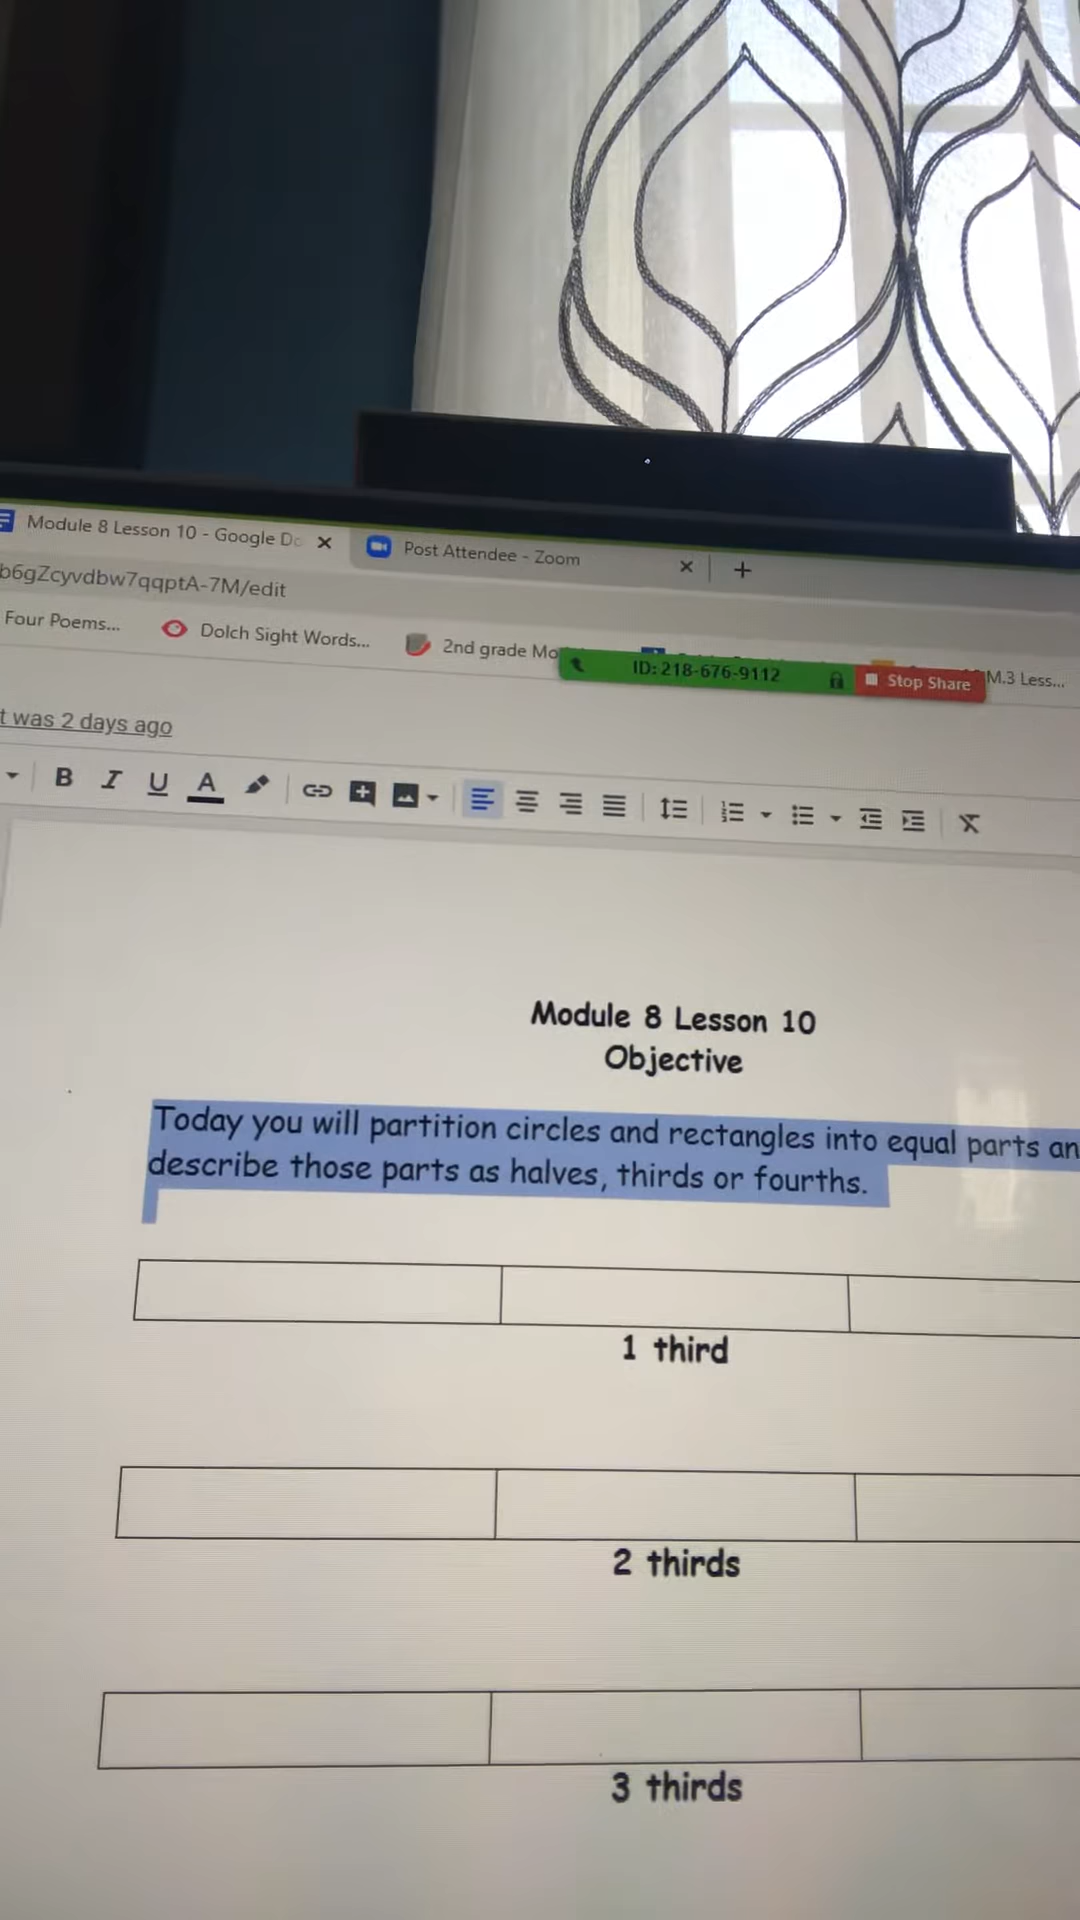 Module 8 Lesson 10 - Google Do
Post Attendee - Zoom
b6gZcyvdbw7qqptA-7M/edit
Four Poems...
Dolch Sight Words...
2nd grade Mo
M.3 Less...
ID: 218-676-9112
Stop Share
t was 2 days ago
B I U A
Module 8 Lesson 10
Objective
Today you will partition circles and rectangles into equal parts an
describe those parts as halves, thirds or fourths.
1 third
2 thirds
3 thirds